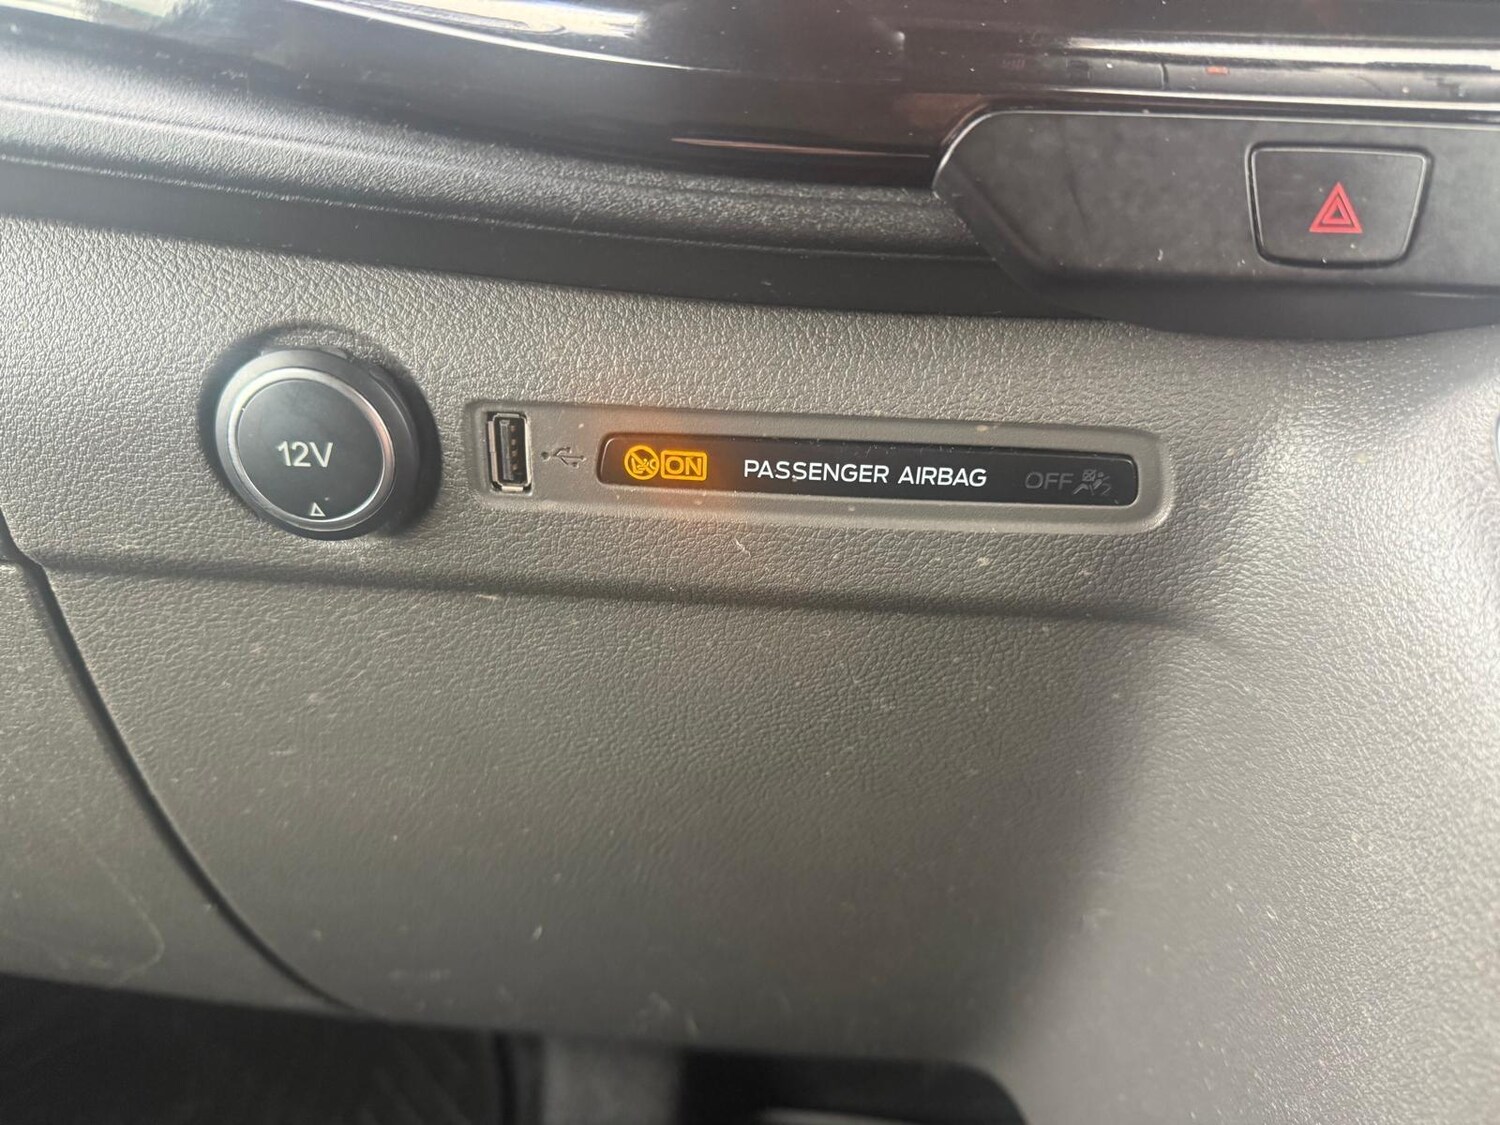 12V
ON PASSENGER AIRBAG OFF